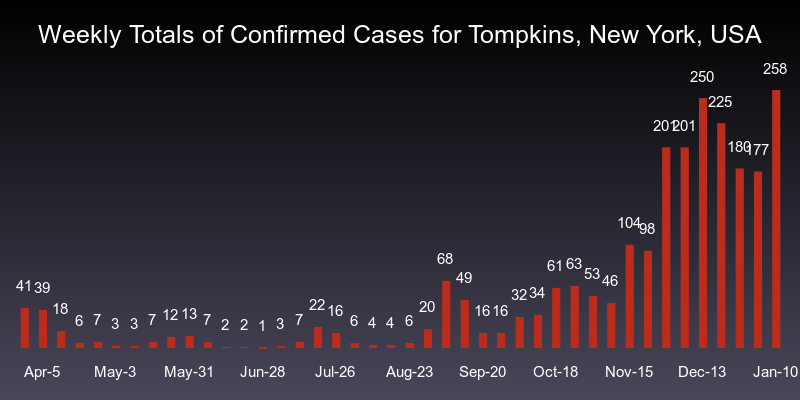 Weekly Totals of Confirmed Cases for Tompkins, New York, USA
41 39 18 6 7 3 3 7 12 13 7 2 2 1 3 7 22 16 6 4 4 6 20 68 49 16 16 32 34 61 63 53 46 104 98 201 201 250 225 180 177 258
Apr-5 May-3 May-31 Jun-28 Jul-26 Aug-23 Sep-20 Oct-18 Nov-15 Dec-13 Jan-10